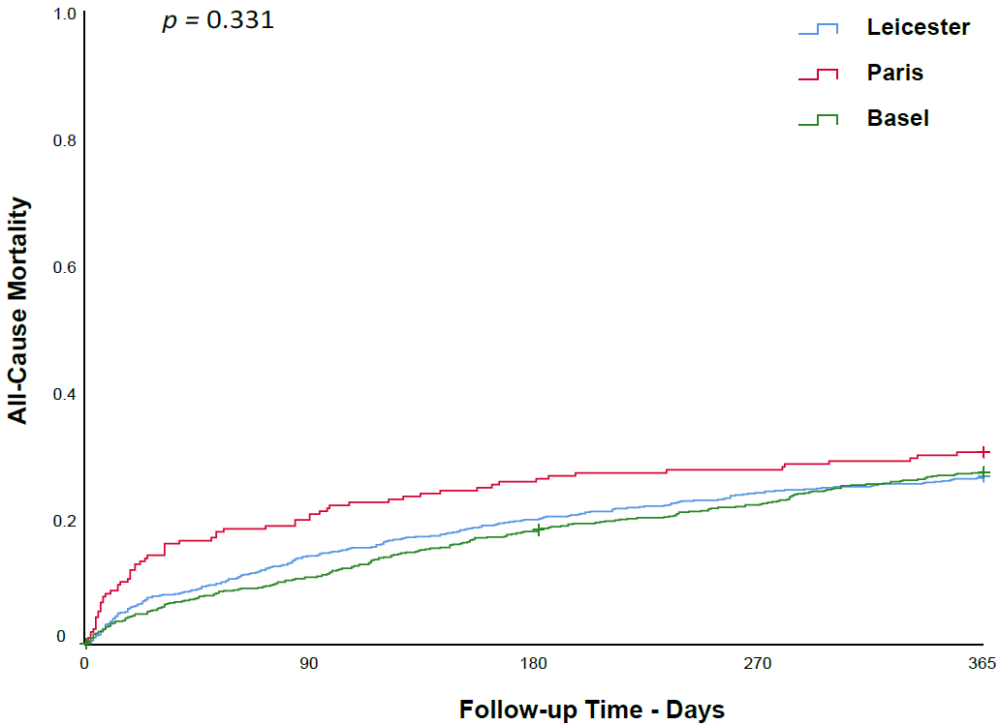 p = 0.331
Leicester
Paris
Basel
All-Cause Mortality
1.0
0.8
0.6
0.4
0.2
0
0 90 180 270 365
Follow-up Time - Days